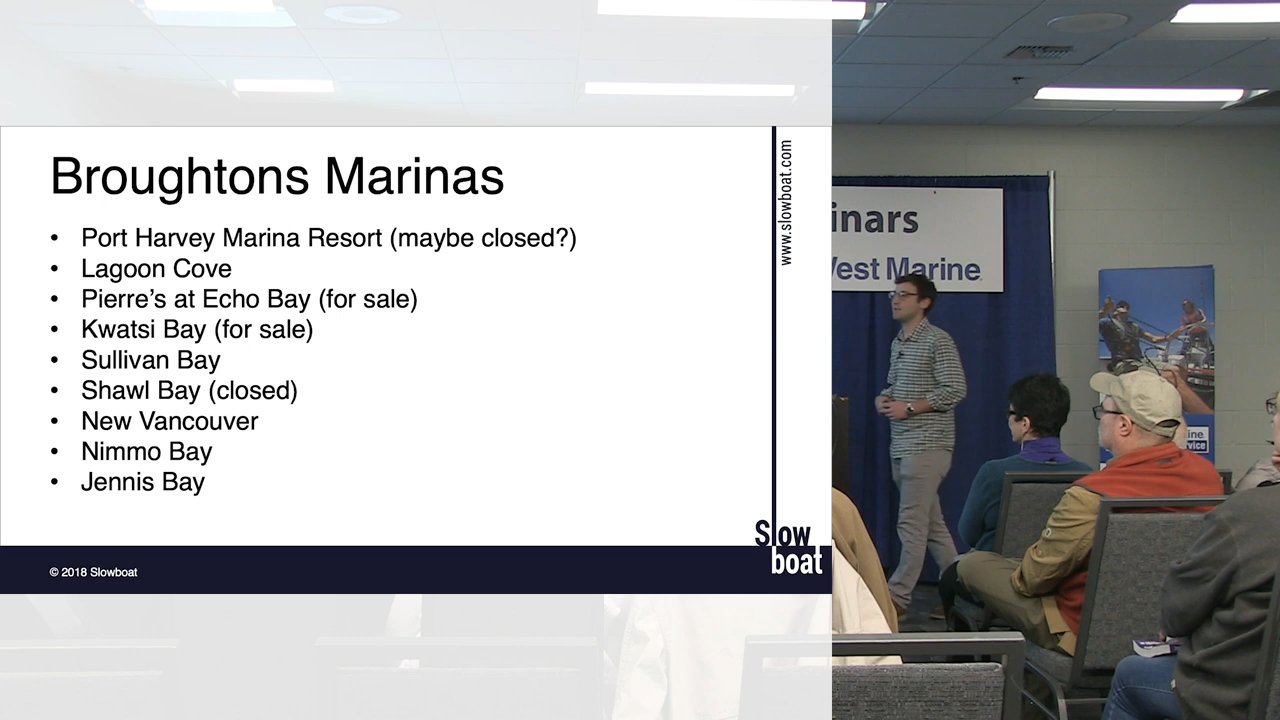 Broughtons Marinas
• Port Harvey Marina Resort (maybe closed?)
• Lagoon Cove
• Pierre’s at Echo Bay (for sale)
• Kwatsi Bay (for sale)
• Sullivan Bay
• Shawl Bay (closed)
• New Vancouver
• Nimmo Bay
• Jennis Bay
www.slowboat.com
Slow
boat
© 2018 Slowboat
inars
West Marine
ine
vice